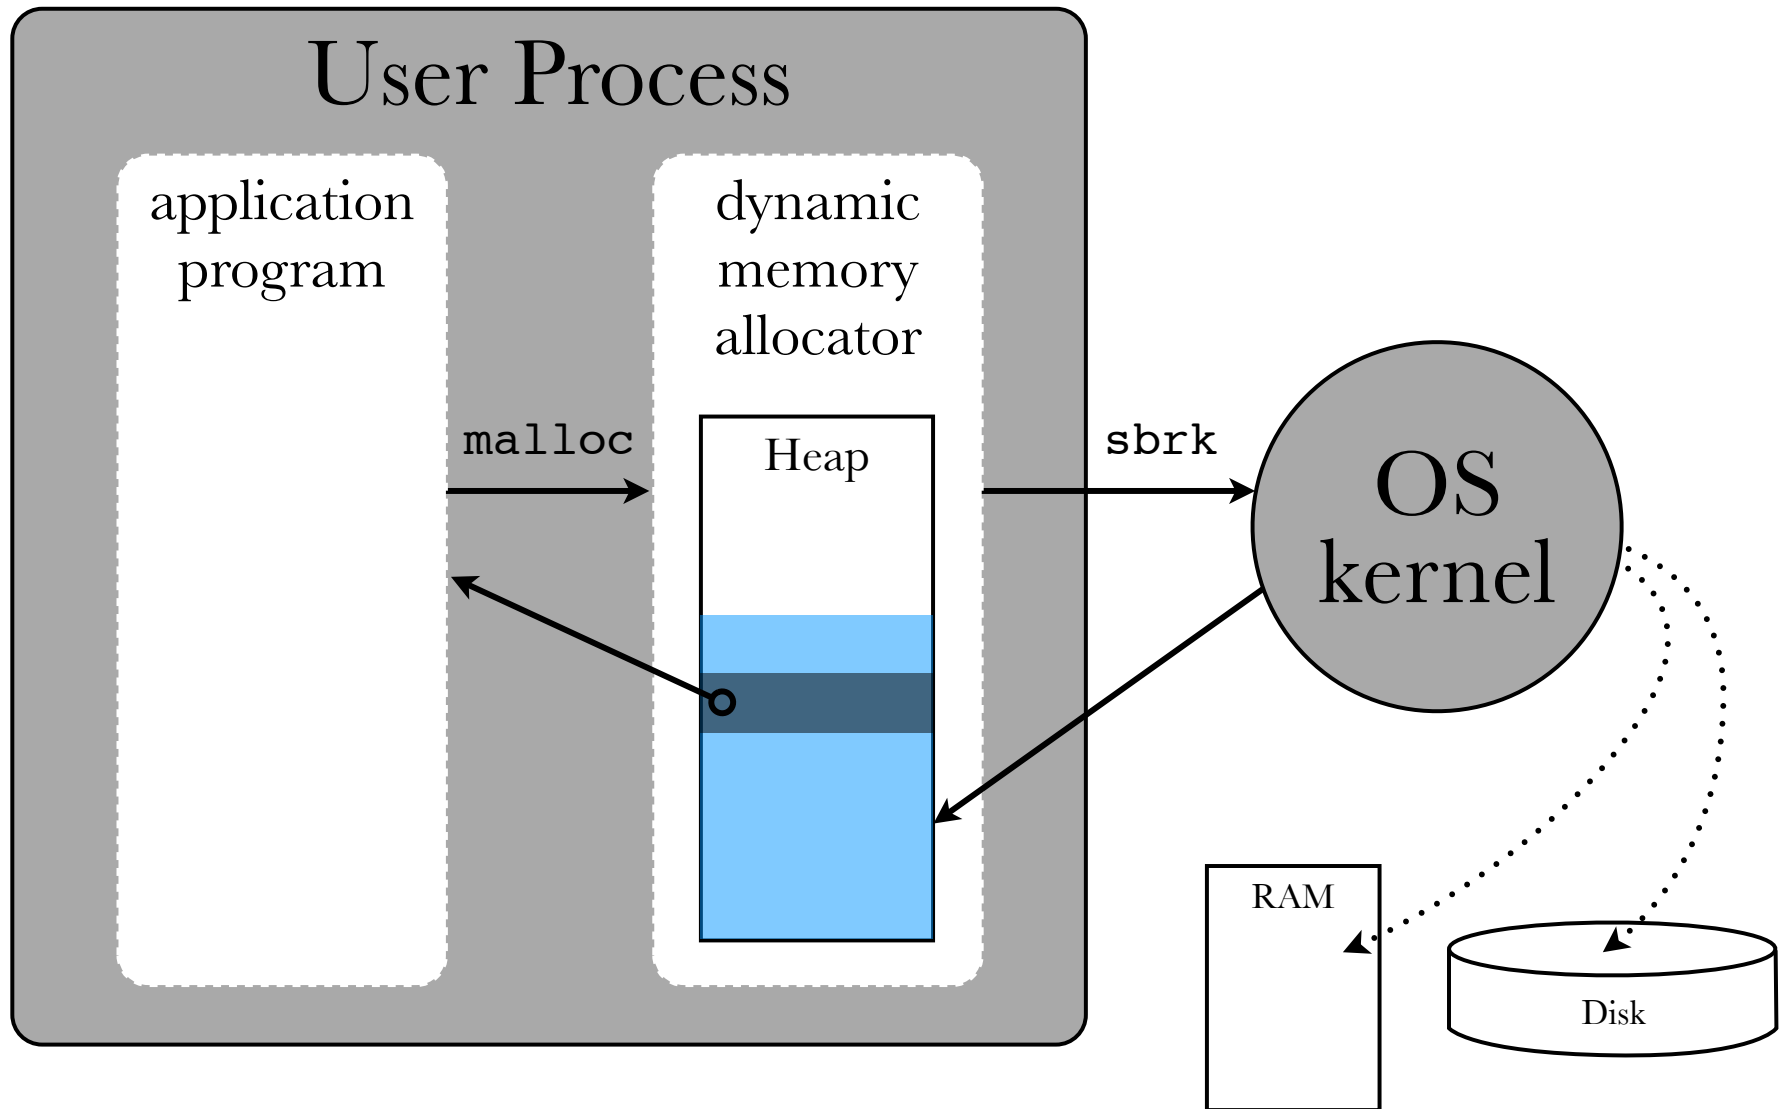 User Process
application
program
dynamic
memory
allocator
malloc
Heap
sbrk
OS
kernel
RAM
Disk